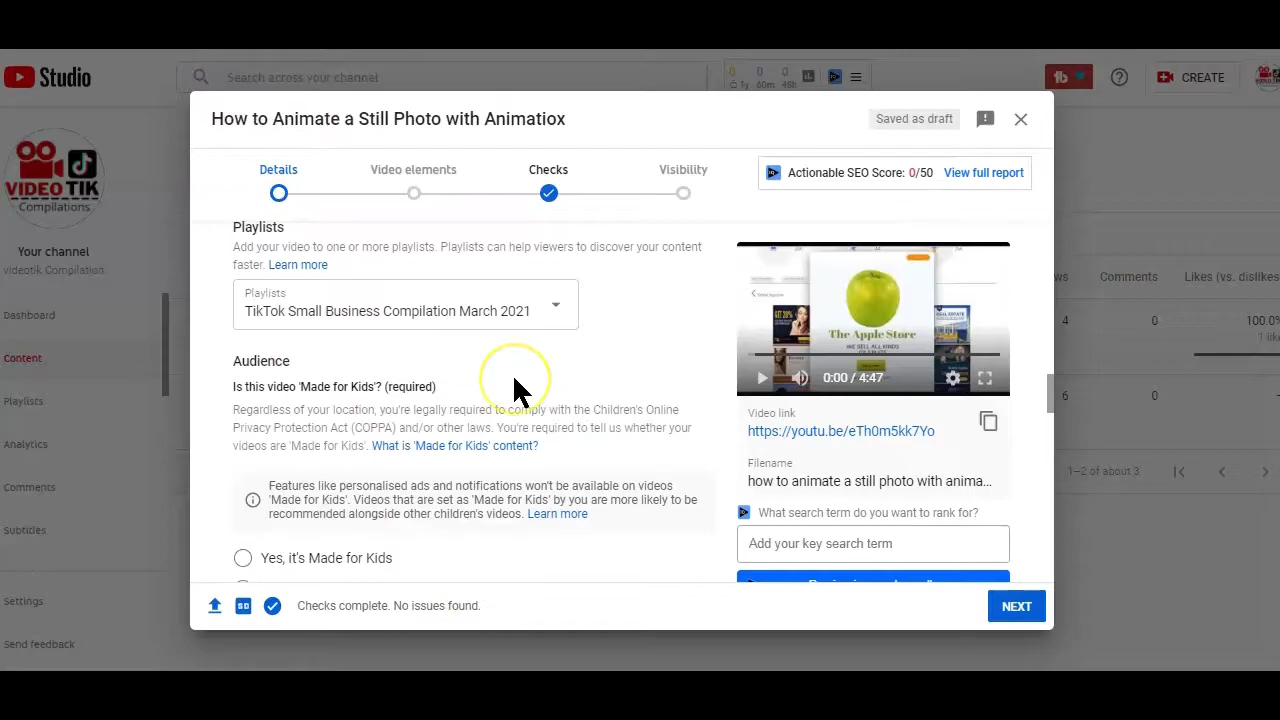 Studio
Search across your channel
0 0 0
1y 60m 48h
tb
CREATE
How to Animate a Still Photo with Animatiox
Saved as draft
Details
Video elements
Checks
Visibility
Actionable SEO Score: 0/50 View full report
VIDEO TIK
Compilations
Your channel
videotik Compilation
Dashboard
Content
Playlists
Analytics
Comments
Subtitles
Settings
Send feedback
Playlists
Add your video to one or more playlists. Playlists can help viewers to discover your content
faster. Learn more
Playlists
TikTok Small Business Compilation March 2021
Audience
Is this video 'Made for Kids'? (required)
Regardless of your location, you're legally required to comply with the Children's Online
Privacy Protection Act (COPPA) and/or other laws. You're required to tell us whether your
videos are 'Made for Kids'. What is 'Made for Kids' content?
Features like personalised ads and notifications won't be available on videos
'Made for Kids'. Videos that are set as 'Made for Kids' by you are more likely to be
recommended alongside other children's videos. Learn more
Yes, it's Made for Kids
The Apple Store
WE SELL ALL KINDS
0:00 / 4:47
Video link
https://youtu.be/eTh0m5kk7Yo
Filename
how to animate a still photo with anima...
What search term do you want to rank for?
Add your key search term
Checks complete. No issues found.
NEXT
ws Comments Likes (vs. dislikes
4 0 100.0%
1 like
6 0
1–2 of about 3